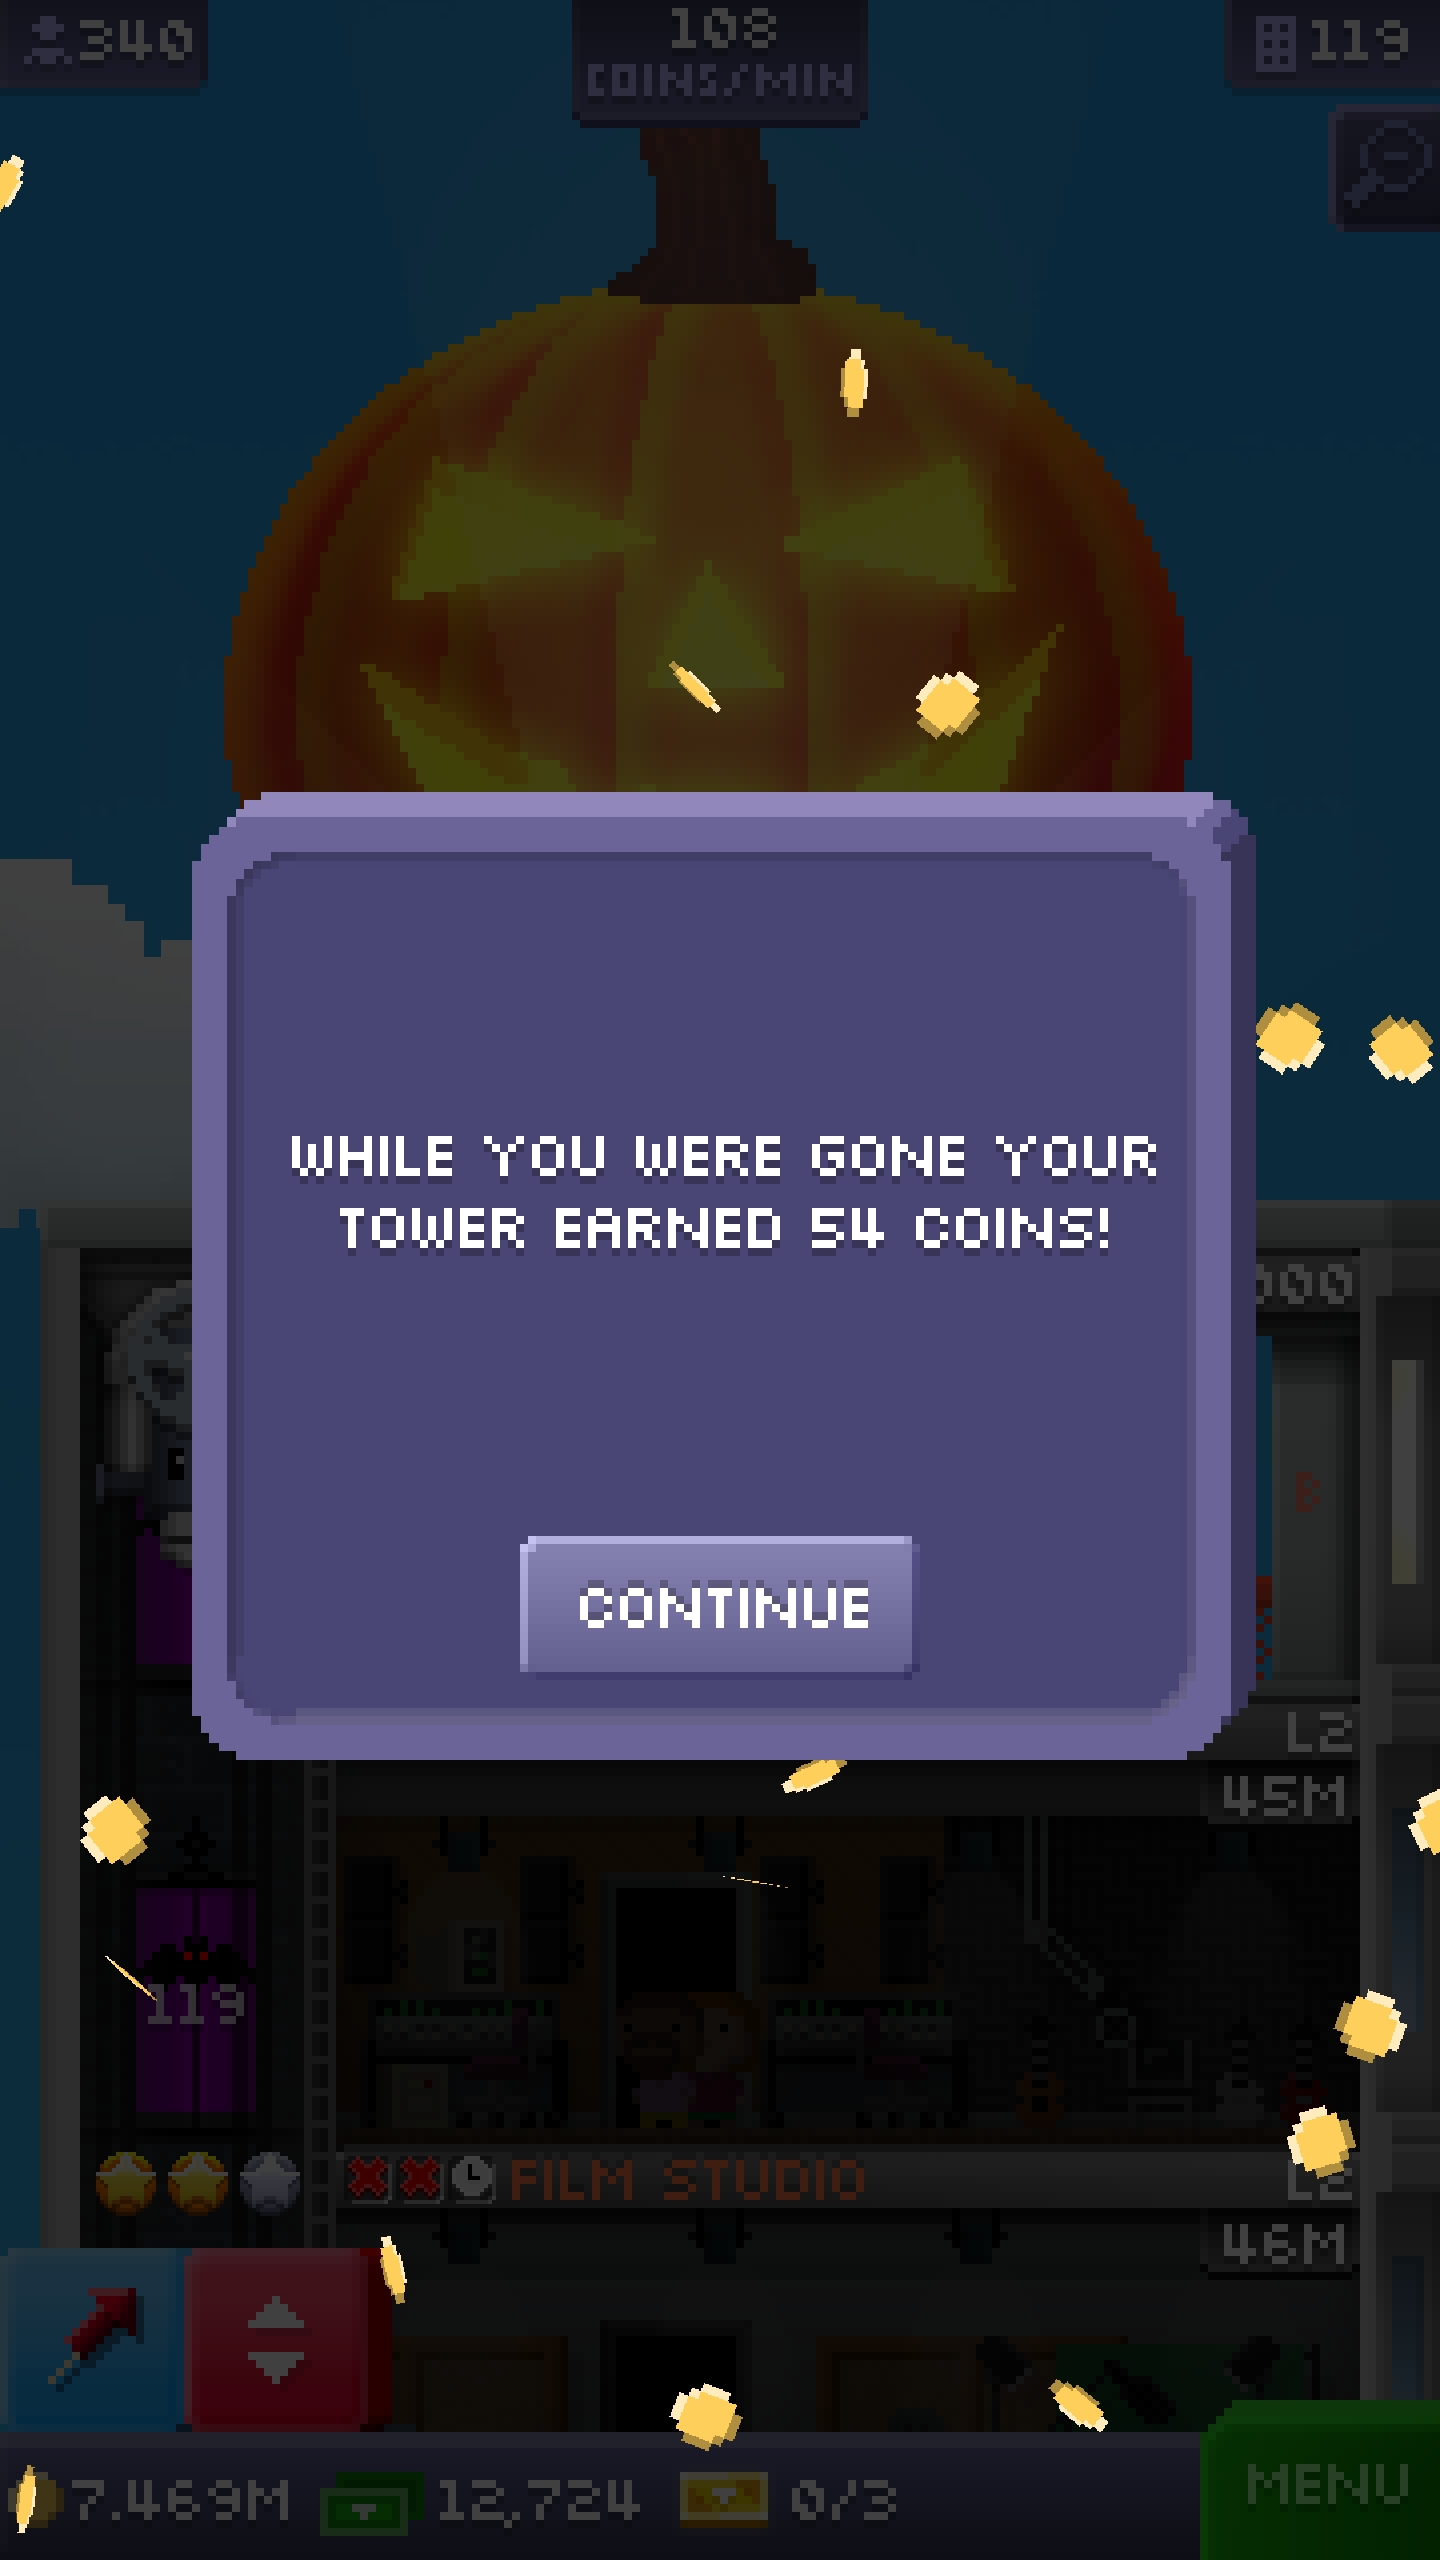 340
108
COINS/MIN
119
WHILE YOU WERE GONE YOUR
TOWER EARNED 54 COINS!
000
B
CONTINUE
L2
45M
119
FILM STUDIO
L2
46M
7.469M
12,724
0/3
MENU